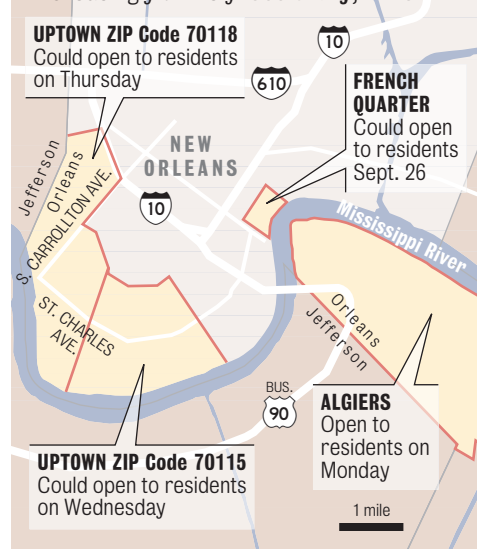 UPTOWN ZIP Code 70118
Could open to residents
on Thursday
10
610
FRENCH
QUARTER
Could open
to residents
Sept. 26
NEW
ORLEANS
Jefferson
Orleans
S. CARROLLTON AVE.
10
Mississippi River
ST. CHARLES
AVE.
Orleans
Jefferson
BUS.
90
ALGIERS
Open to
residents on
Monday
UPTOWN ZIP Code 70115
Could open to residents
on Wednesday
1 mile